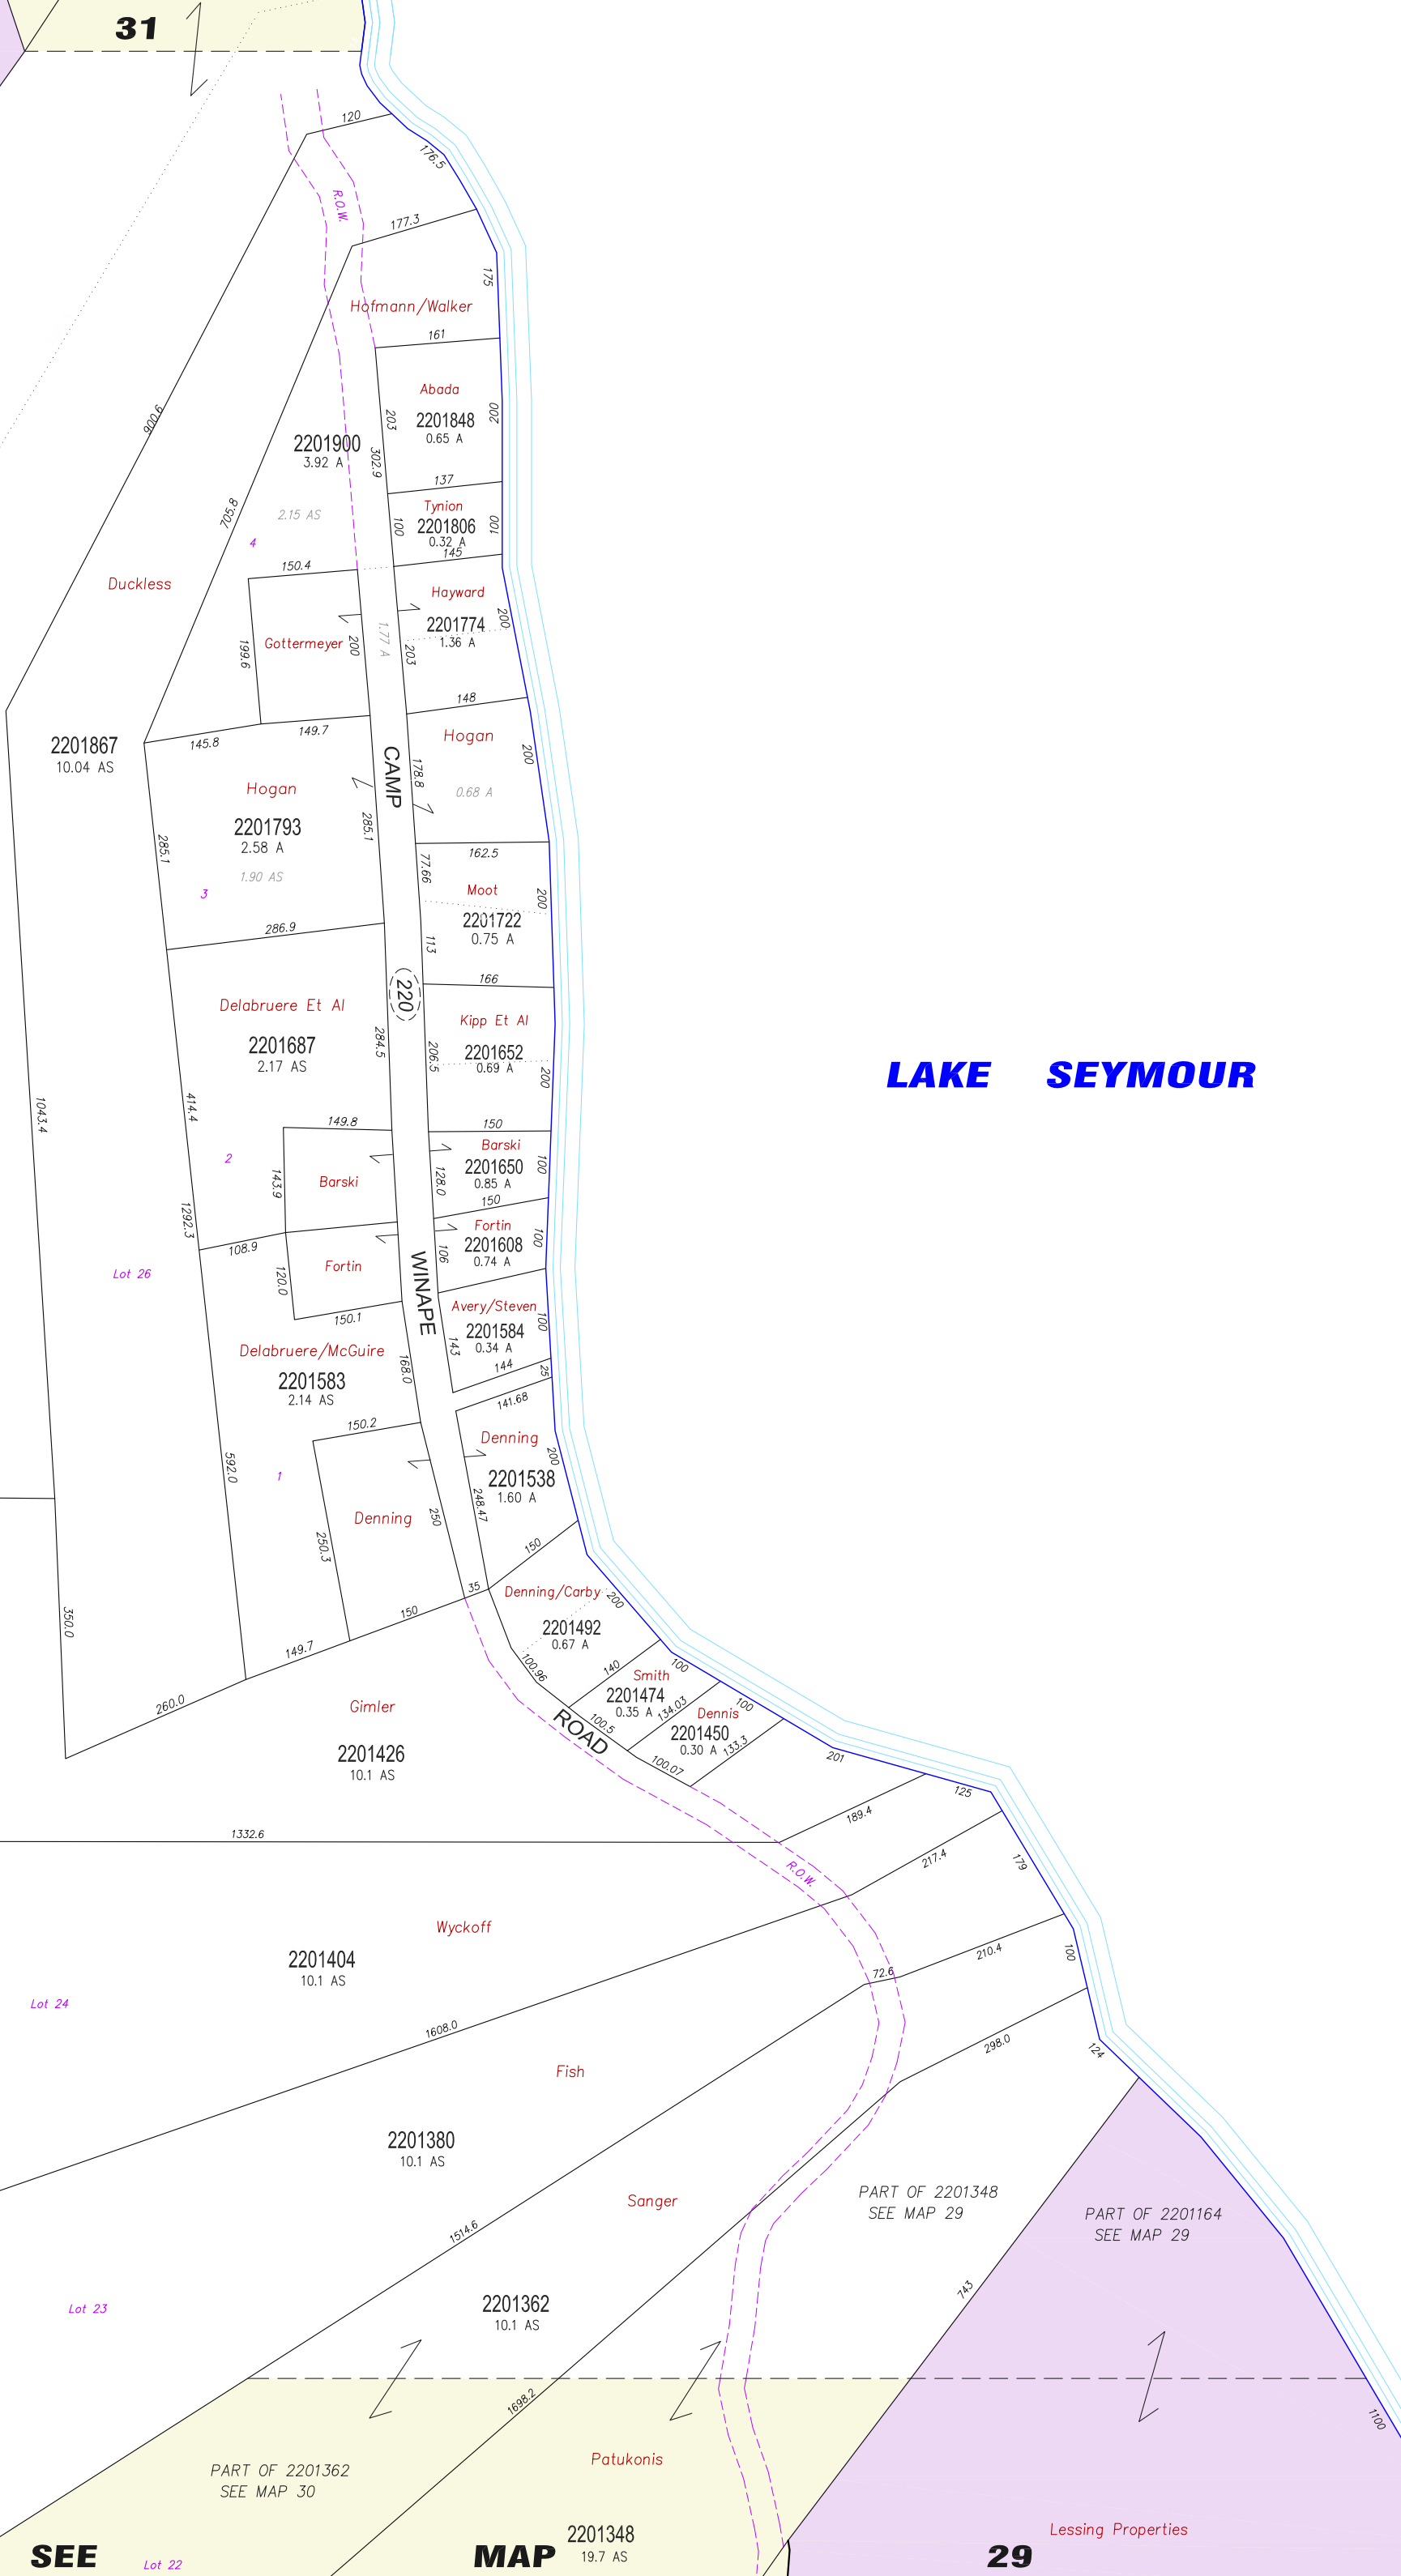 31
120
176.5
R.O.W.
177.3
175
Hofmann/Walker
161
Abada
203
2201848
0.65 A
200
900.6
2201900
3.92 A
302.9
137
705.8
2.15 AS
Tynion
100
2201806
100
0.32 A
4
145
150.4
Duckless
Hayward
200
2201774
1.36 A
1.77 A
199.6
Gottermeyer
200
203
148
149.7
145.8
Hogan
200
2201867
10.04 AS
CAMP
178.8
Hogan
0.68 A
2201793
2.58 A
285.1
285.1
162.5
77.66
1.90 AS
3
Moot
200
2201722
0.75 A
113
286.9
166
220
Delabruere Et Al
Kipp Et Al
2201687
2.17 AS
284.5
206.5
2201652
0.69 A
200
LAKE SEYMOUR
1043.4
414.4
149.8
150
2
Barski
2201650
0.85 A
100
143.9
Barski
128.0
150
1292.3
108.9
Fortin
2201608
0.74 A
100
106
Lot 26
120.0
Fortin
WINAPE
Avery/Steven
150.1
2201584
0.34 A
100
143
Delabruere/McGuire
144
25
168.0
2201583
2.14 AS
141.68
150.2
Denning
200
592.0
1
2201538
1.60 A
248.47
Denning
250
250.3
150
35
Denning/Carby
200
350.0
150
2201492
0.67 A
149.7
100.96
140
Smith
100
2201474
0.35 A
260.0
Gimler
134.03
100
Dennis
100.5
ROAD
2201450
0.30 A
133.3
2201426
10.1 AS
100.07
201
125
189.4
1332.6
217.4
179
R.O.W.
Wyckoff
2201404
10.1 AS
72.6
210.4
100
Lot 24
1608.0
298.0
124
Fish
2201380
10.1 AS
PART OF 2201348
SEE MAP 29
Sanger
PART OF 2201164
SEE MAP 29
1514.6
743
Lot 23
2201362
10.1 AS
1698.2
1100
Patukonis
PART OF 2201362
SEE MAP 30
Lessing Properties
2201348
19.7 AS
SEE MAP 29
Lot 22